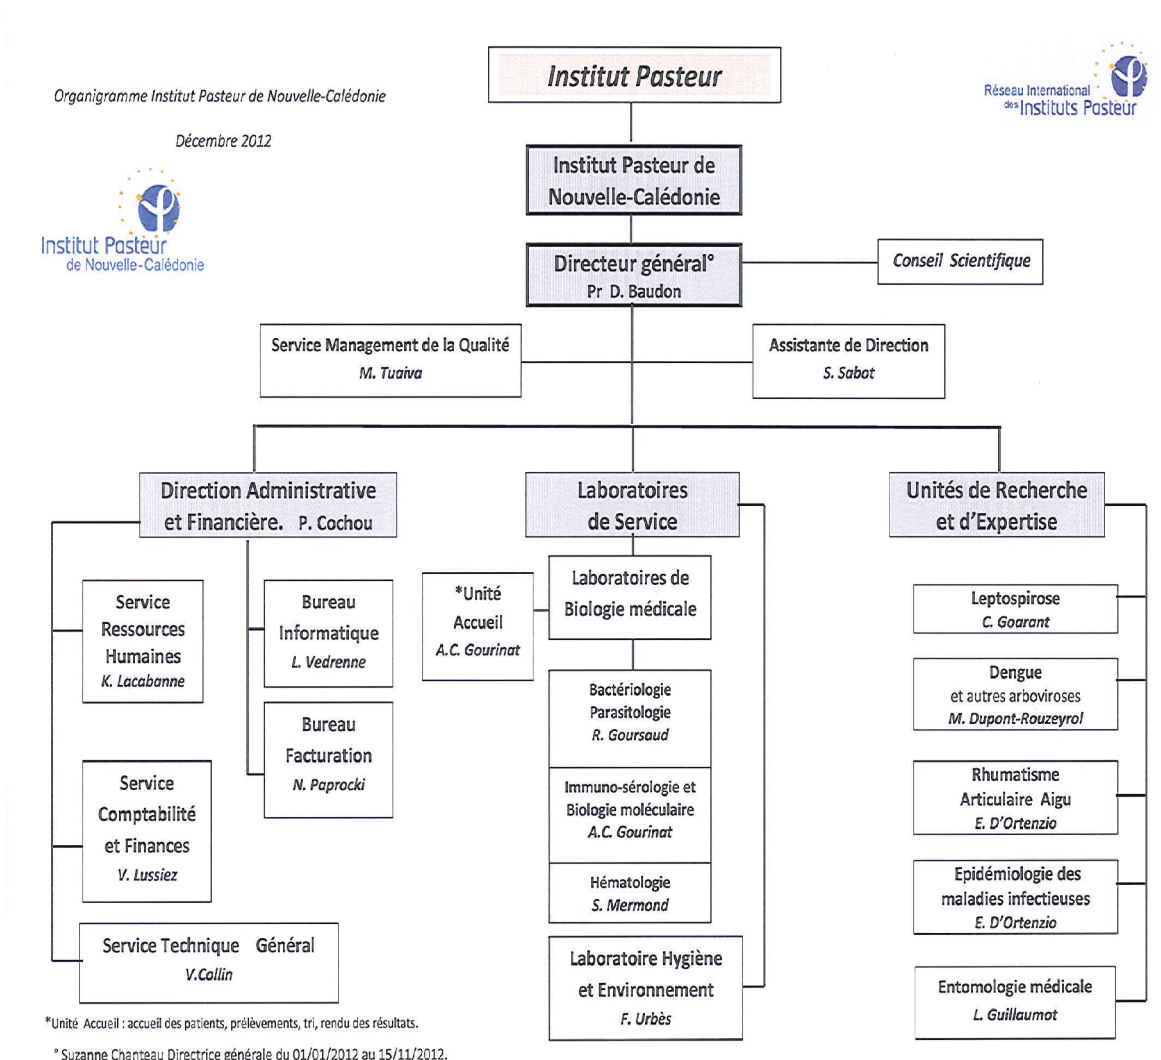 Institut Pasteur
Organigramme Institut Pasteur de Nouvelle-Calédonie
Décembre 2012
Réseau International
des Instituts Pasteur
Institut Pasteur
de Nouvelle-Calédonie
Institut Pasteur de
Nouvelle-Calédonie
Directeur général°
Pr D. Baudon
Conseil Scientifique
Service Management de la Qualité
M. Tuaiva
Assistante de Direction
S. Sabot
Direction Administrative
et Financière. P. Cochou
Service
Ressources
Humaines
K. Lacabanne
Bureau
Informatique
L. Vedrenne
Bureau
Facturation
N. Paprocki
Service
Comptabilité
et Finances
V. Lussiez
Service Technique Général
V.Collin
Laboratoires
de Service
Laboratoires de
Biologie médicale
*Unité
Accueil
A.C. Gourinat
Bactériologie
Parasitologie
R. Goursaud
Immuno-sérologie et
Biologie moléculaire
A.C. Gourinat
Hématologie
S. Mermond
Laboratoire Hygiène
et Environnement
F. Urbès
Unités de Recherche
et d'Expertise
Leptospirose
C. Goarant
Dengue
et autres arboviroses
M. Dupont-Rouzeyrol
Rhumatisme
Articulaire Aigu
E. D'Ortenzio
Epidémiologie des
maladies infectieuses
E. D'Ortenzio
Entomologie médicale
L. Guillaumot
*Unité Accueil : accueil des patients, prélèvements, tri, rendu des résultats.
° Suzanne Chanteau Directrice générale du 01/01/2012 au 15/11/2012.